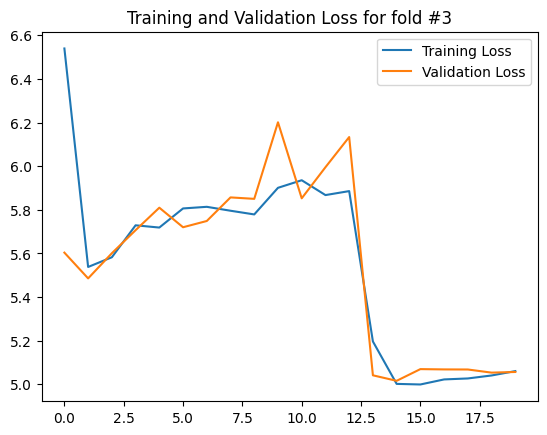 Training and Validation Loss for fold #3
Training Loss
Validation Loss
6.6
6.4
6.2
6.0
5.8
5.6
5.4
5.2
5.0
0.0 2.5 5.0 7.5 10.0 12.5 15.0 17.5